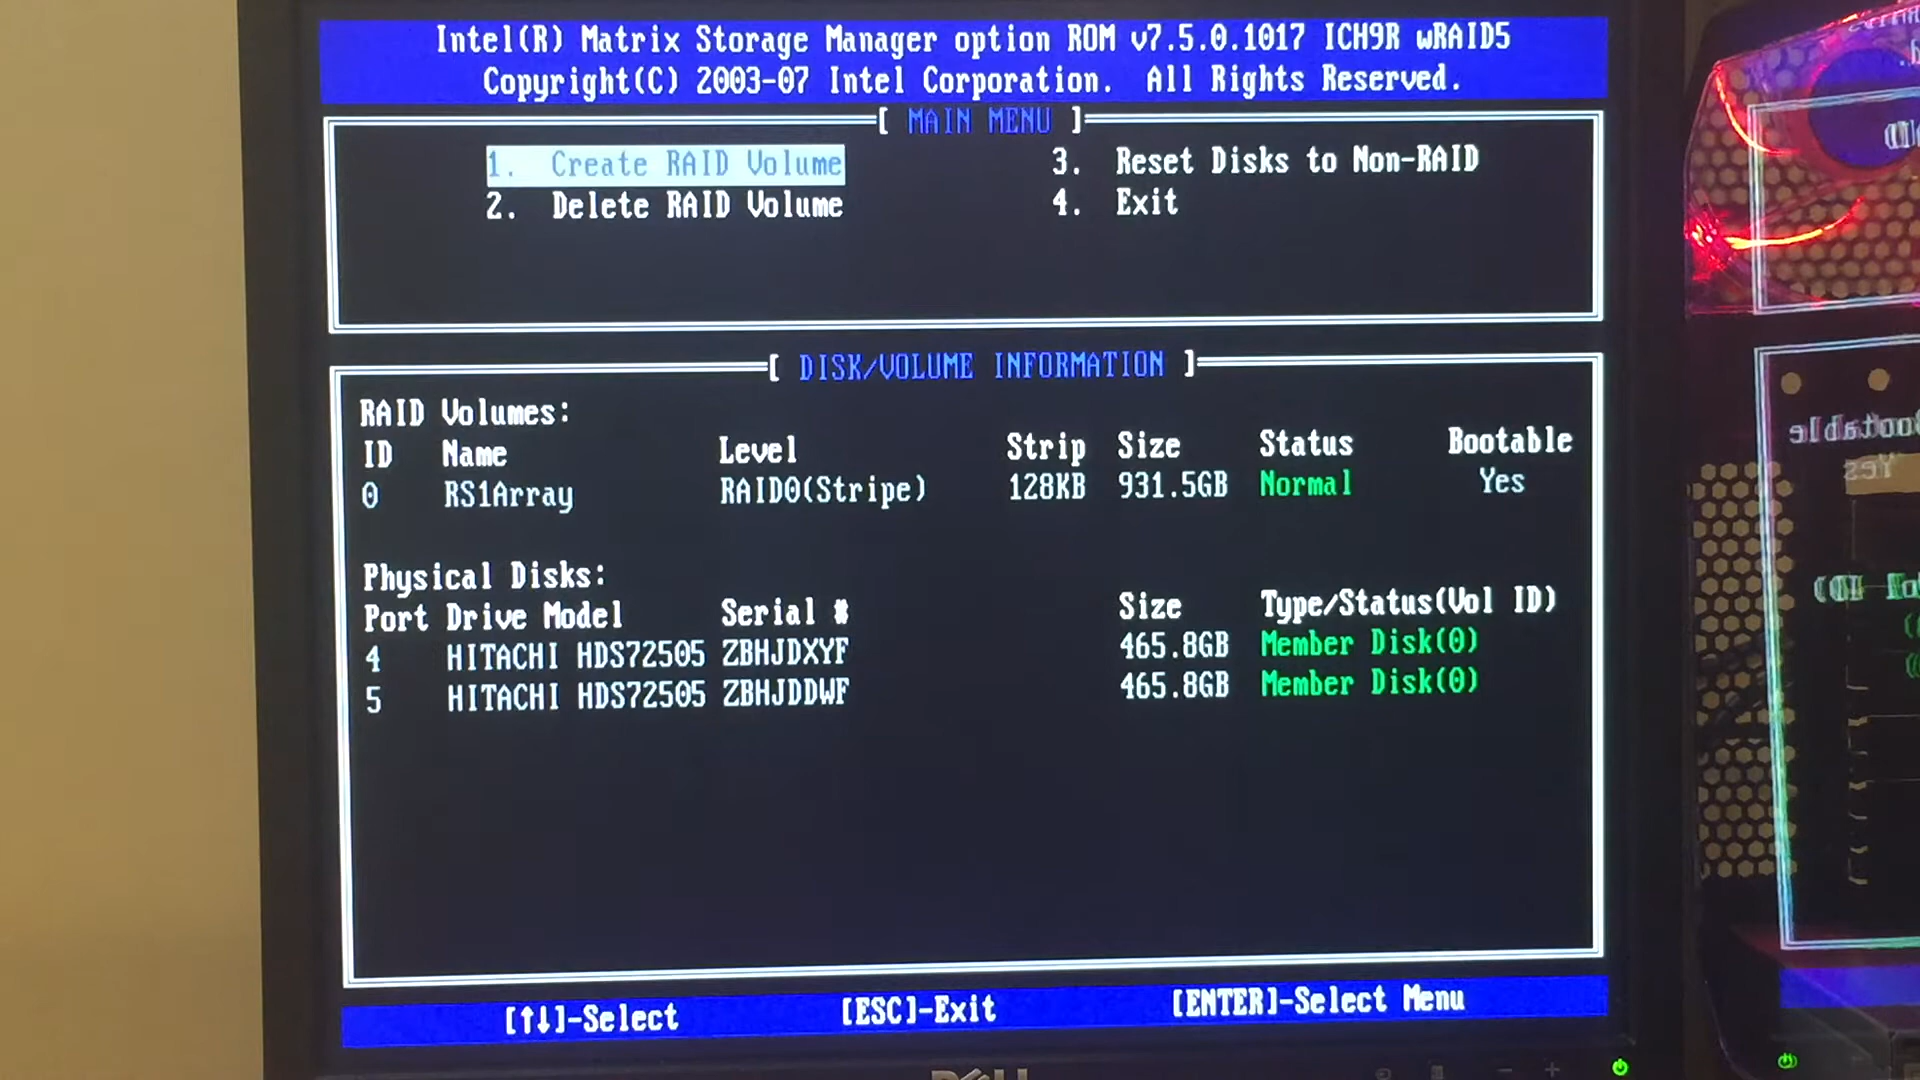 Intel(R) Matrix Storage Manager option ROM v7.5.0.1017 ICH9R wRAID5
Copyright(C) 2003-07 Intel Corporation. All Rights Reserved.
[ MAIN MENU ]
1. Create RAID Volume
2. Delete RAID Volume
3. Reset Disks to Non-RAID
4. Exit
[ DISK/VOLUME INFORMATION ]
RAID Volumes:
ID Name Level Strip Size Status Bootable
0 RS1Array RAID0(Stripe) 128KB 931.5GB Normal Yes
Physical Disks:
Port Drive Model Serial # Size Type/Status(Vol ID)
4 HITACHI HDS72505 ZBHJDXYF 465.8GB Member Disk(0)
5 HITACHI HDS72505 ZBHJDDWF 465.8GB Member Disk(0)
[↑↓]-Select [ESC]-Exit [ENTER]-Select Menu
DELL